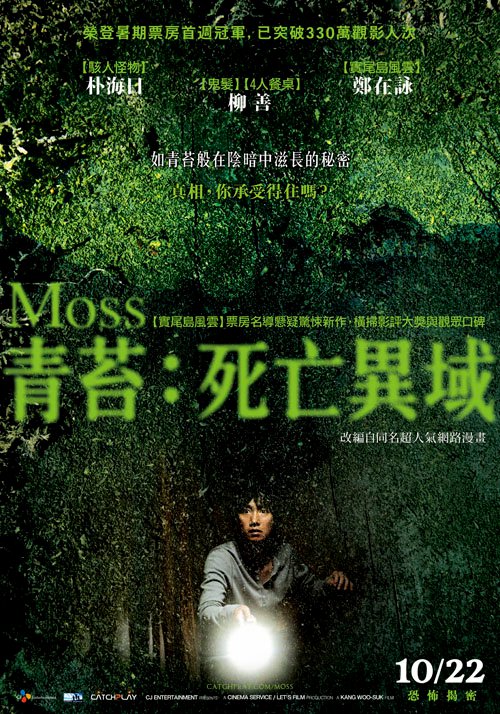 榮登暑期票房首週冠軍，已突破330萬觀影人次
【駭人怪物】
朴海日
【鬼髮】【4人餐桌】
柳善
【實尾島風雲】
鄭在詠
如青苔般在陰暗中滋長的秘密
真相，你承受得住嗎？
Moss
【實尾島風雲】票房名導懸疑驚悚新作、橫掃影評大獎與觀眾口碑
青苔：死亡異域
改編自同名超人氣網路漫畫
CATCHPLAY.COM/MOSS
10/22
恐怖揭密
CJ Entertainment
CATCHPLAY
CJ ENTERTAINMENT PRESENTS A CINEMA SERVICE / LET'S FILM PRODUCTION A KANG WOO-SUK FILM